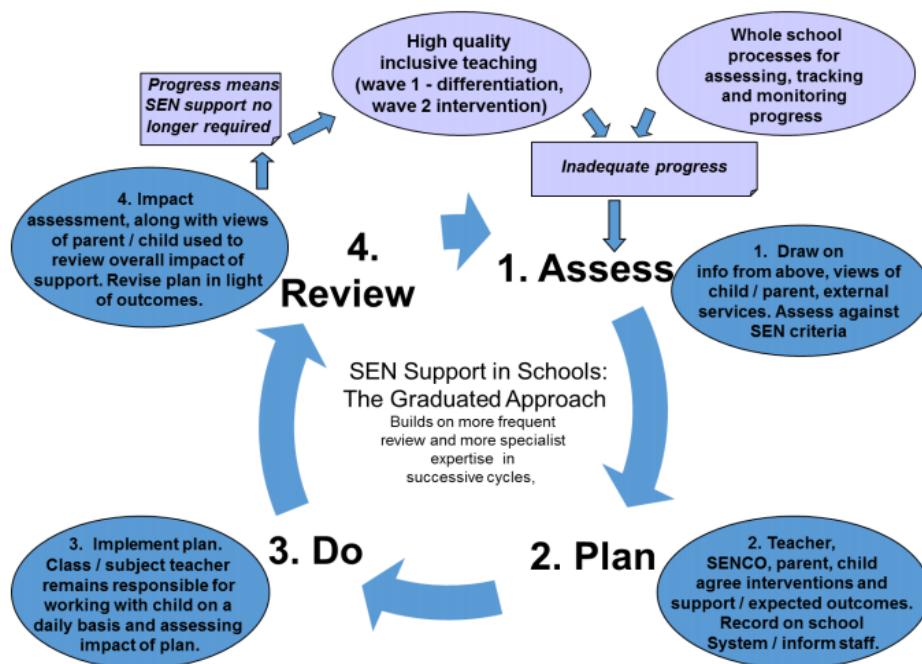 High quality
inclusive teaching
(wave 1 - differentiation,
wave 2 intervention)
Whole school
processes for
assessing, tracking
and monitoring
progress
Progress means
SEN support no
longer required
Inadequate progress
4. Impact
assessment, along with views
of parent / child used to
review overall impact of
support. Revise plan in light
of outcomes.
4.
Review
1. Assess
1. Draw on
info from above, views of
child / parent, external
services. Assess against
SEN criteria
SEN Support in Schools:
The Graduated Approach
Builds on more frequent
review and more specialist
expertise in
successive cycles,
3. Do
2. Plan
3. Implement plan.
Class / subject teacher
remains responsible for
working with child on a
daily basis and assessing
impact of plan.
2. Teacher,
SENCO, parent, child
agree interventions and
support / expected outcomes.
Record on school
System / inform staff.